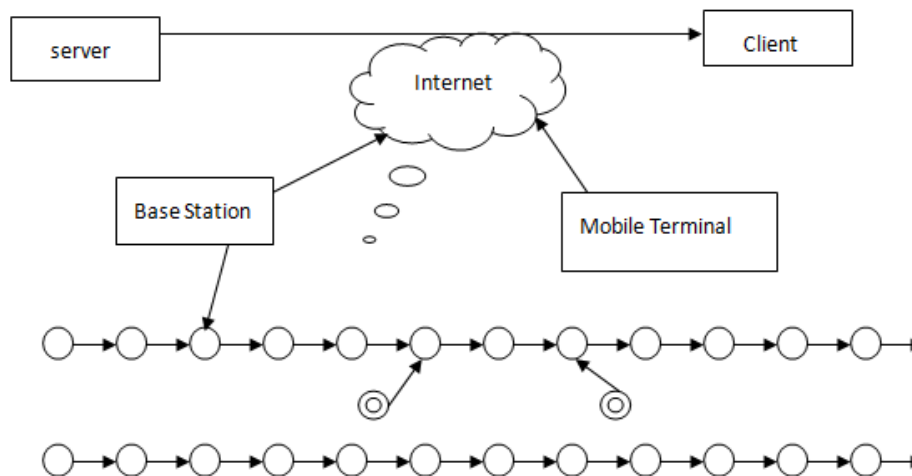 server
Client
Internet
Base Station
Mobile Terminal